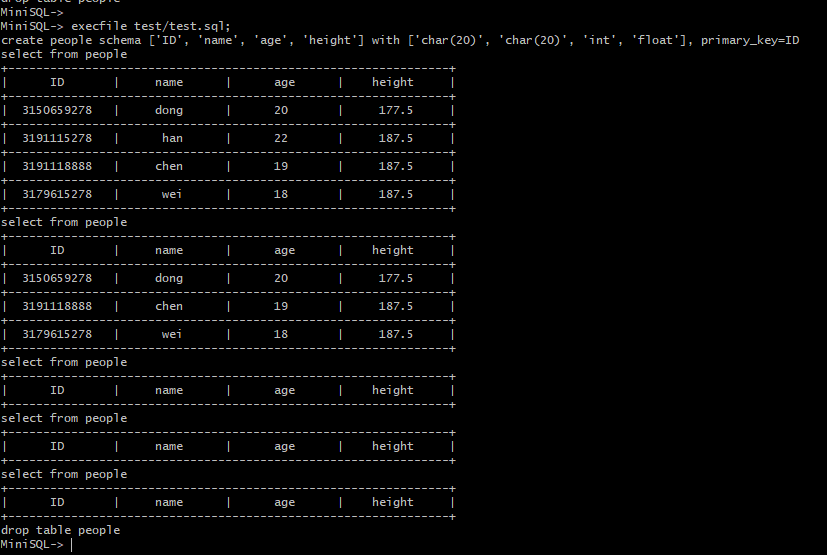 drop table people
MiniSQL->
MiniSQL-> execfile test/test.sql;
create people schema ['ID', 'name', 'age', 'height'] with ['char(20)', 'char(20)', 'int', 'float'], primary_key=ID
select from people
+---------------------------------------------------------------+
|      ID       |      name      |      age      |    height     |
+---------------------------------------------------------------+
|  3150659278   |      dong      |      20       |     177.5     |
+---------------------------------------------------------------+
|  3191115278   |       han      |      22       |     187.5     |
+---------------------------------------------------------------+
|  3191118888   |      chen      |      19       |     187.5     |
+---------------------------------------------------------------+
|  3179615278   |       wei      |      18       |     187.5     |
+---------------------------------------------------------------+
select from people
+---------------------------------------------------------------+
|      ID       |      name      |      age      |    height     |
+---------------------------------------------------------------+
|  3150659278   |      dong      |      20       |     177.5     |
+---------------------------------------------------------------+
|  3191118888   |      chen      |      19       |     187.5     |
+---------------------------------------------------------------+
|  3179615278   |       wei      |      18       |     187.5     |
+---------------------------------------------------------------+
select from people
+---------------------------------------------------------------+
|      ID       |      name      |      age      |    height     |
+---------------------------------------------------------------+
select from people
+---------------------------------------------------------------+
|      ID       |      name      |      age      |    height     |
+---------------------------------------------------------------+
select from people
+---------------------------------------------------------------+
|      ID       |      name      |      age      |    height     |
+---------------------------------------------------------------+
drop table people
MiniSQL->